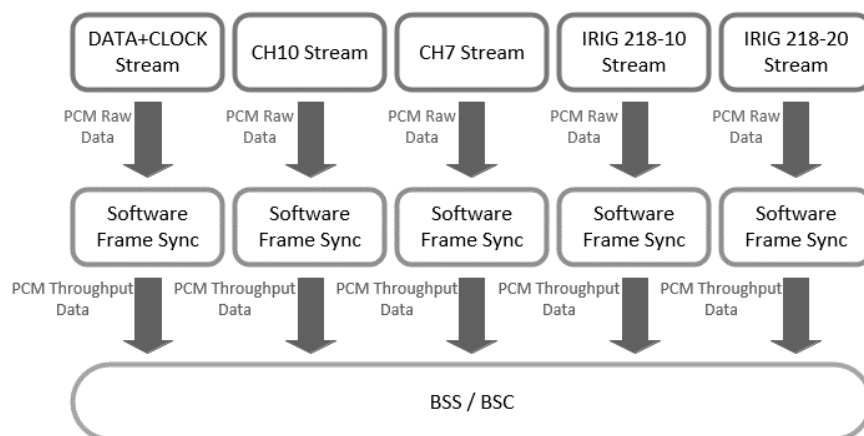 DATA+CLOCK
Stream
CH10 Stream
CH7 Stream
IRIG 218-10
Stream
IRIG 218-20
Stream
PCM Raw
Data
PCM Raw
Data
PCM Raw
Data
PCM Raw
Data
PCM Raw
Data
Software
Frame Sync
Software
Frame Sync
Software
Frame Sync
Software
Frame Sync
Software
Frame Sync
PCM Throughput
Data
PCM Throughput
Data
PCM Throughput
Data
PCM Throughput
Data
PCM Throughput
Data
BSS / BSC